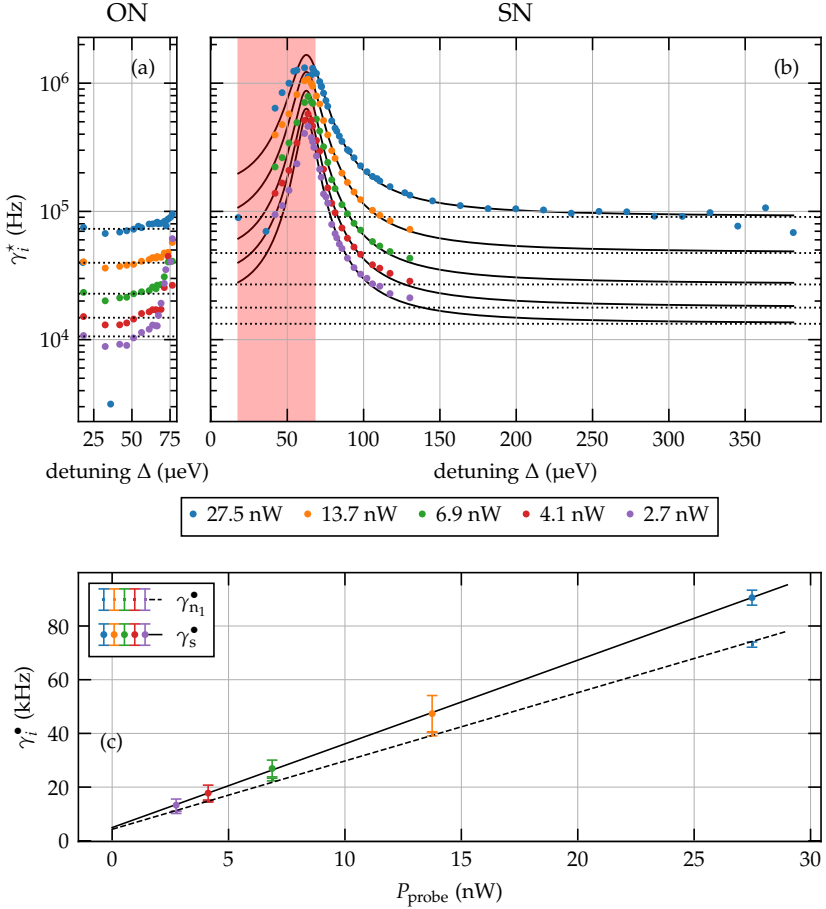 ON SN
(a) (b)
10⁶
10⁵
10⁴
γᵢ* (Hz)
25 50 75 0 50 100 150 200 250 300 350
detuning Δ (μeV) detuning Δ (μeV)
27.5 nW 13.7 nW 6.9 nW 4.1 nW 2.7 nW
γₙ₁•
γₛ•
80
60
40
20
0
γᵢ• (kHz)
(c)
0 5 10 15 20 25 30
P_probe (nW)